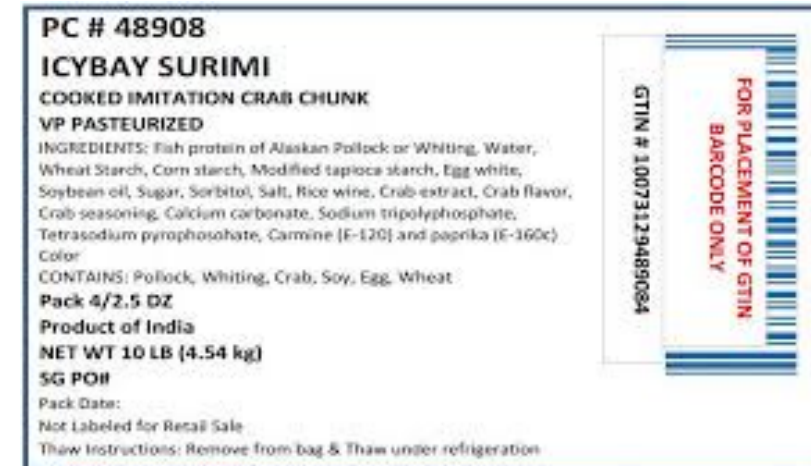 PC # 48908
ICYBAY SURIMI
COOKED IMITATION CRAB CHUNK
VP PASTEURIZED
INGREDIENTS: Fish protein of Alaskan Pollock or Whiting, Water,
Wheat Starch, Corn starch, Modified tapioca starch, Egg white,
Soybean oil, Sugar, Sorbitol, Salt, Rice wine, Crab extract, Crab flavor,
Crab seasoning, Calcium carbonate, Sodium tripolyphosphate,
Tetrasodium pyrophosohate, Carmine (E-120) and paprika (E-160c)
Color
CONTAINS: Pollock, Whiting, Crab, Soy, Egg, Wheat
Pack 4/2.5 DZ
Product of India
NET WT 10 LB (4.54 kg)
SG PO#
Pack Date:
Not Labeled for Retail Sale
Thaw Instructions: Remove from bag & Thaw under refrigeration
GTIN # 10073129489084
FOR PLACEMENT OF GTIN
BARCODE ONLY